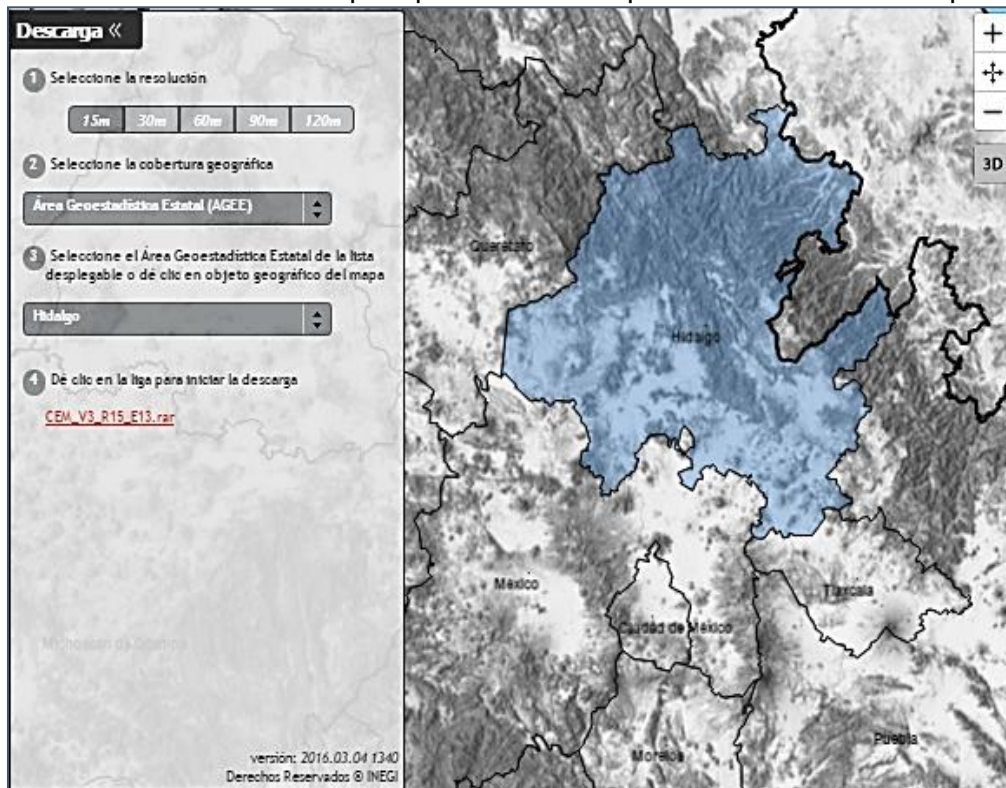 Descarga «
1 Seleccione la resolución
15m 30m 60m 90m 120m
2 Seleccione la cobertura geográfica
Área Geoestadística Estatal (AGEE)
3 Seleccione el Área Geoestadística Estatal de la lista
desplegable o dé clic en objeto geográfico del mapa
Hidalgo
4 Dé clic en la liga para iniciar la descarga
CEM_V3_R15_E13.rar
Michoacán de Ocampo
versión: 2016.03.04 1340
Derechos Reservados © INEGI
+
−
3D
Querétaro
Hidalgo
México
Tlaxcala
Ciudad de México
Morelos
Puebla